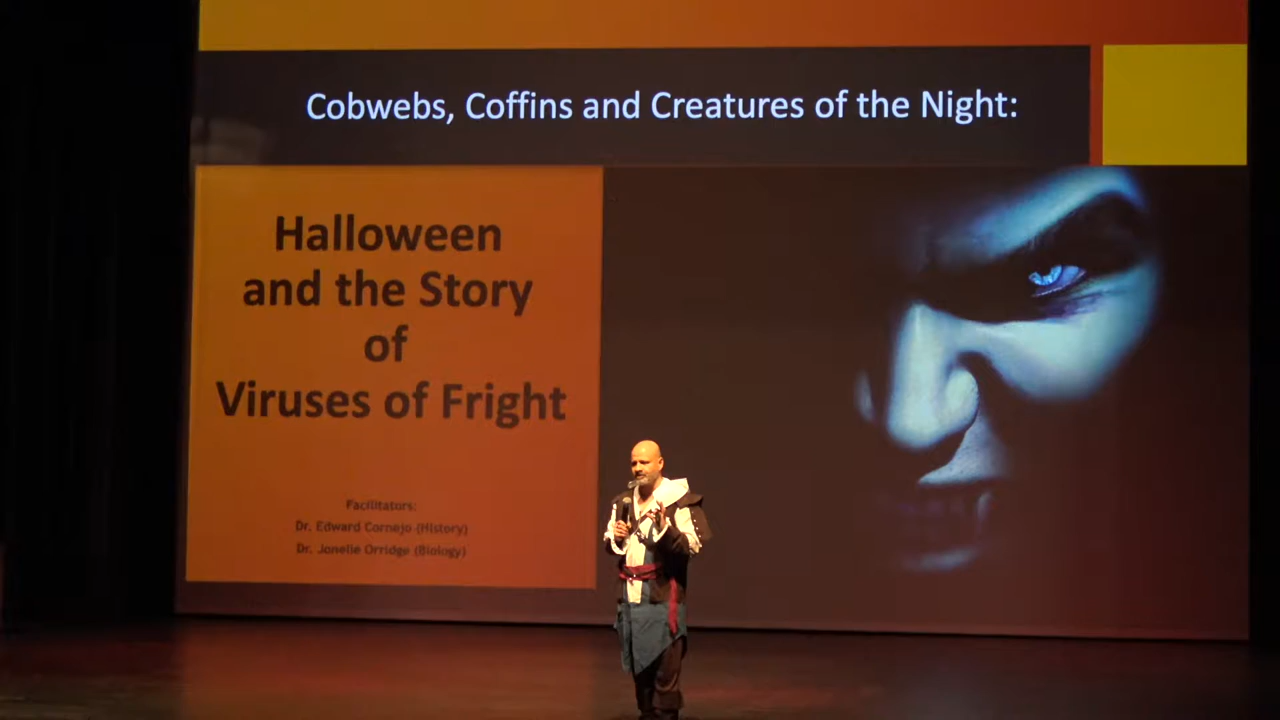 Cobwebs, Coffins and Creatures of the Night:
Halloween
and the Story
of
Viruses of Fright
Facilitators:
Dr. Edward Cornejo (History)
Dr. Jonelle Orridge (Biology)